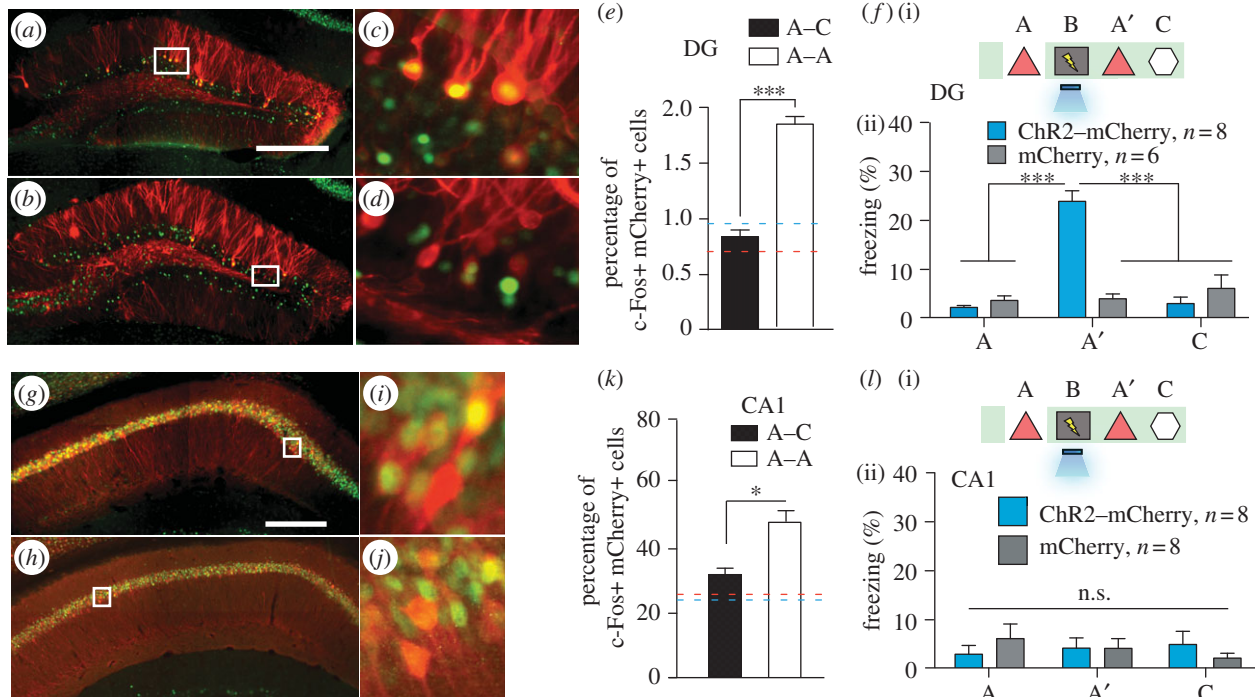 (a)
(b)
(c)
(d)
(e)
A–C
A–A
DG
percentage of
c-Fos+ mCherry+ cells
2.0
1.5
1.0
0.5
0
***
(f) (i)
A B A′ C
DG
(ii)
ChR2–mCherry, n = 8
mCherry, n = 6
freezing (%)
40
30
20
10
0
*** ***
A A′ C
(g)
(h)
(i)
(j)
(k)
CA1
A–C
A–A
percentage of
c-Fos+ mCherry+ cells
80
60
40
20
0
*
(l) (i)
A B A′ C
(ii)
CA1
ChR2–mCherry, n = 8
mCherry, n = 8
freezing (%)
40
30
20
10
0
n.s.
A A′ C